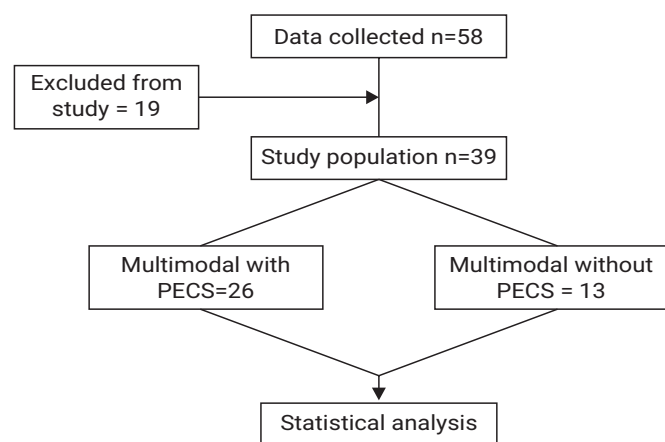 Data collected n=58
Excluded from
study = 19
Study population n=39
Multimodal with
PECS=26
Multimodal without
PECS = 13
Statistical analysis